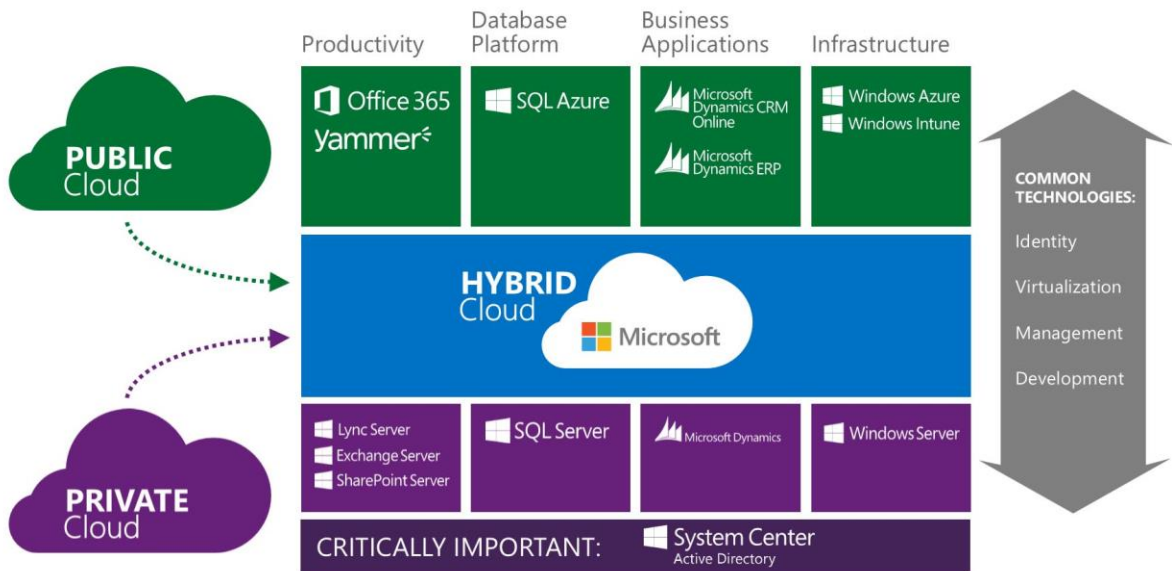 Productivity
Database
Platform
Business
Applications
Infrastructure
PUBLIC
Cloud
Office 365
yammer
SQL Azure
Microsoft
Dynamics CRM
Online
Microsoft
Dynamics ERP
Windows Azure
Windows Intune
HYBRID
Cloud
Microsoft
PRIVATE
Cloud
Lync Server
Exchange Server
SharePoint Server
SQL Server
Microsoft Dynamics
Windows Server
CRITICALLY IMPORTANT:
System Center
Active Directory
COMMON
TECHNOLOGIES:
Identity
Virtualization
Management
Development